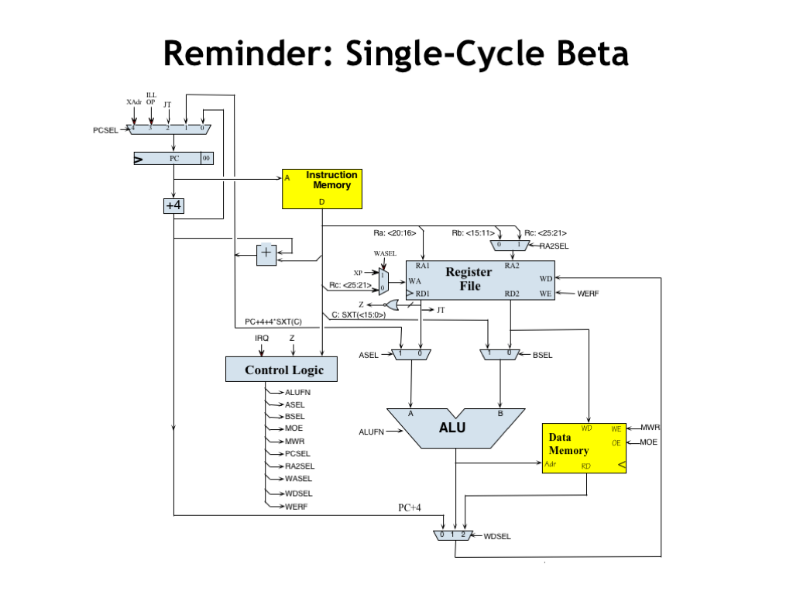 Reminder: Single-Cycle Beta
ILL
XAdr OP JT
PCSEL 4 3 2 1 0
PC 00
A Instruction
Memory
D
+4
Ra: <20:16> Rb: <15:11> Rc: <25:21>
0 1 RA2SEL
+
WASEL
XP 1
Rc: <25:21> 0
RA1 RA2
Register
File
WA WD
RD1 RD2 WE WERF
Z JT
C: SXT(<15:0>)
PC+4+4*SXT(C)
IRQ Z
ASEL 1 0 1 0 BSEL
Control Logic
ALUFN
ASEL
BSEL
MOE
MWR
PCSEL
RA2SEL
WASEL
WDSEL
WERF
A B
ALUFN ALU
WD WE MWR
Data OE MOE
Memory
Adr RD
PC+4
0 1 2 WDSEL